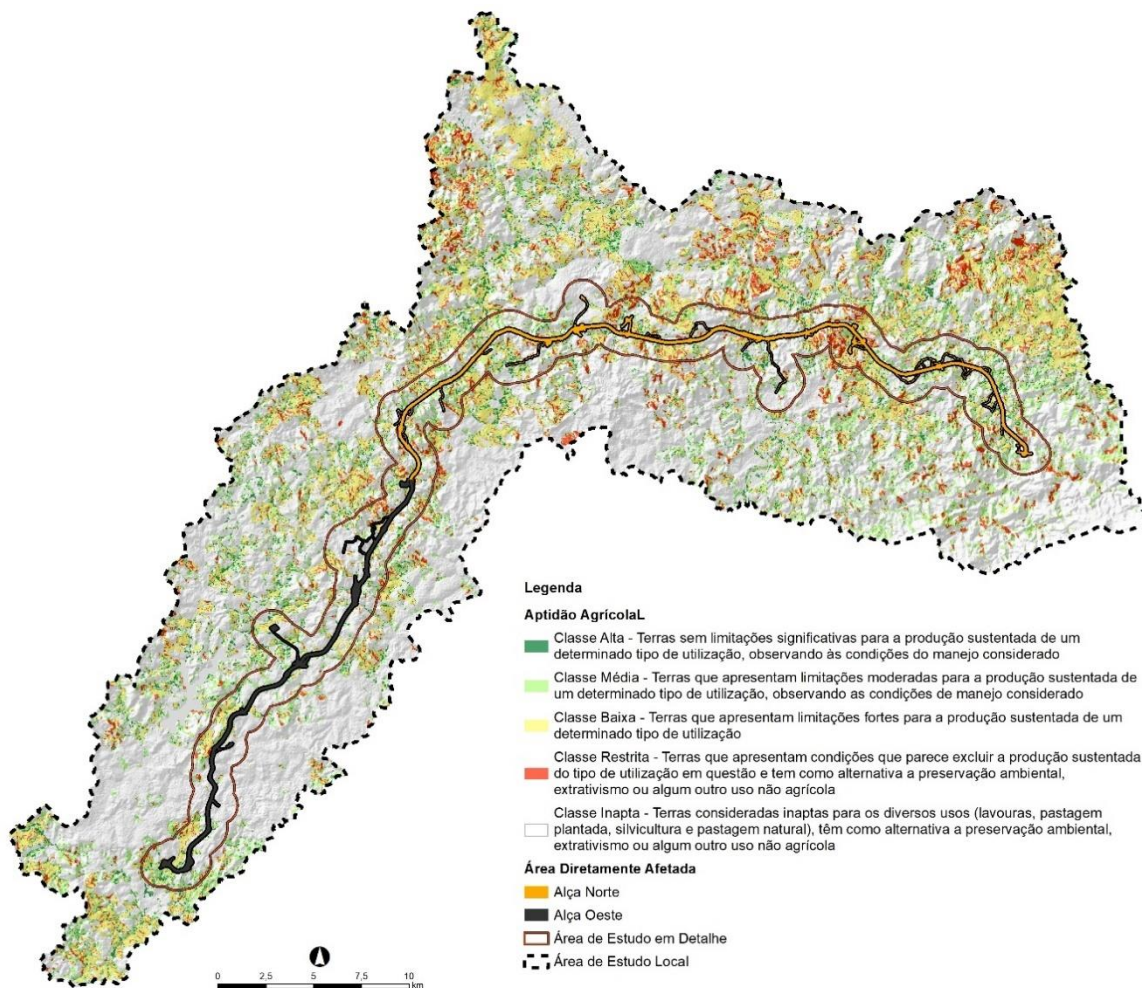 Legenda
Aptidão AgrícolaL
Classe Alta - Terras sem limitações significativas para a produção sustentada de um
determinado tipo de utilização, observando às condições do manejo considerado
Classe Média - Terras que apresentam limitações moderadas para a produção sustentada de
um determinado tipo de utilização, observando as condições de manejo considerado
Classe Baixa - Terras que apresentam limitações fortes para a produção sustentada de um
determinado tipo de utilização
Classe Restrita - Terras que apresentam condições que parece excluir a produção sustentada
do tipo de utilização em questão e tem como alternativa a preservação ambiental,
extrativismo ou algum outro uso não agrícola
Classe Inapta - Terras consideradas inaptas para os diversos usos (lavouras, pastagem
plantada, silvicultura e pastagem natural), têm como alternativa a preservação ambiental,
extrativismo ou algum outro uso não agrícola
Área Diretamente Afetada
Alça Norte
Alça Oeste
Área de Estudo em Detalhe
Área de Estudo Local
0 2,5 5 7,5 10
km